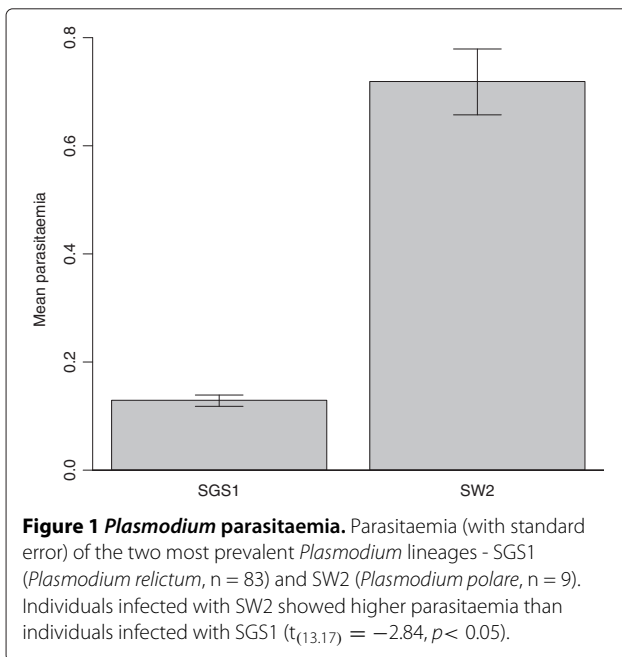 0.8
0.6
0.4
0.2
0.0
Mean parasitaemia
SGS1
SW2
Figure 1 Plasmodium parasitaemia. Parasitaemia (with standard
error) of the two most prevalent Plasmodium lineages - SGS1
(Plasmodium relictum, n = 83) and SW2 (Plasmodium polare, n = 9).
Individuals infected with SW2 showed higher parasitaemia than
individuals infected with SGS1 (t(13.17) = −2.84, p< 0.05).